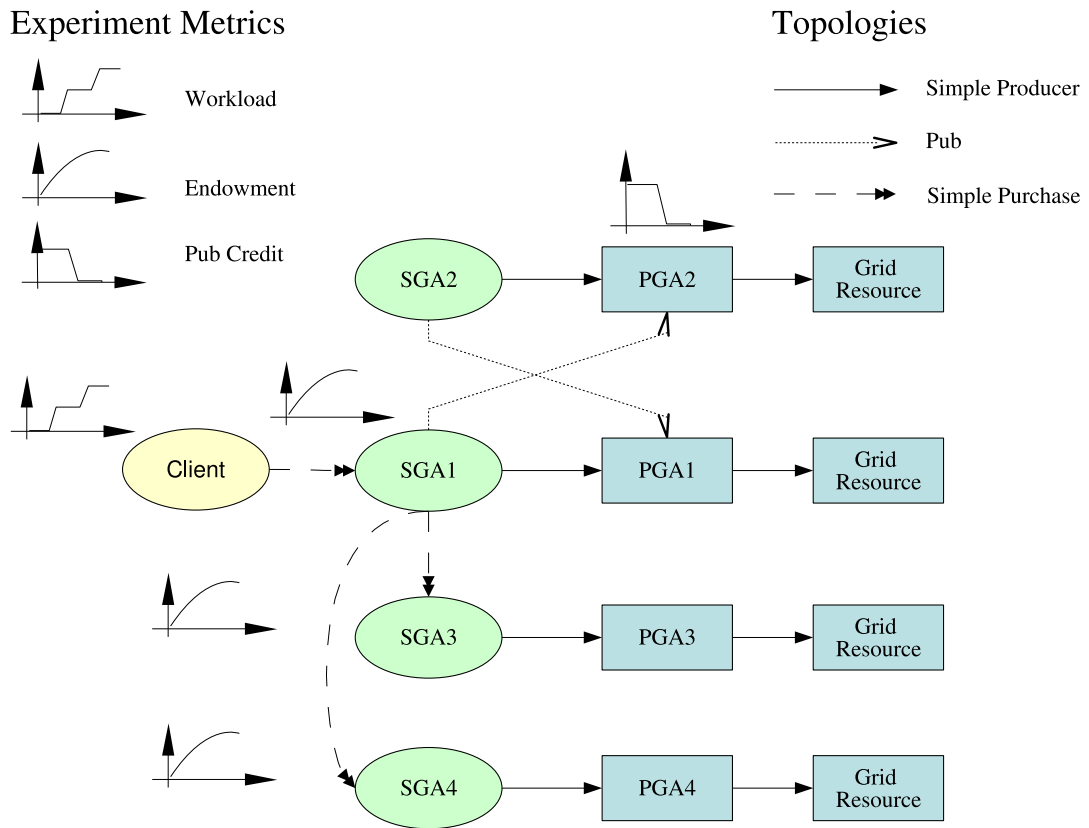 Experiment Metrics
Topologies
Workload
Endowment
Pub Credit
Simple Producer
Pub
Simple Purchase
SGA2
PGA2
Grid
Resource
Client
SGA1
PGA1
Grid
Resource
SGA3
PGA3
Grid
Resource
SGA4
PGA4
Grid
Resource